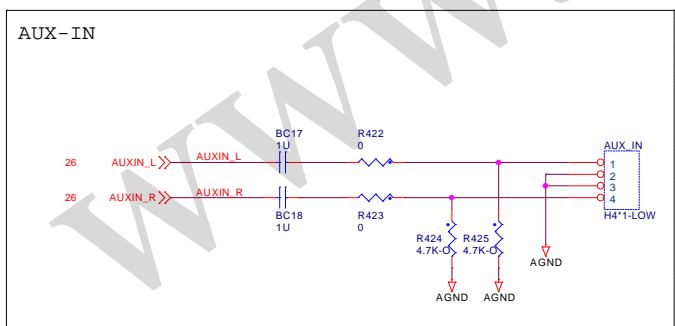 AUX-IN
BC17
1U
R422
0
AUX_IN
26 AUXIN_L AUXIN_L
1
2
3
4
26 AUXIN_R AUXIN_R
BC18
1U
R423
0
H4*1-LOW
R424
4.7K-O
R425
4.7K-O
AGND
AGND
AGND
WWW